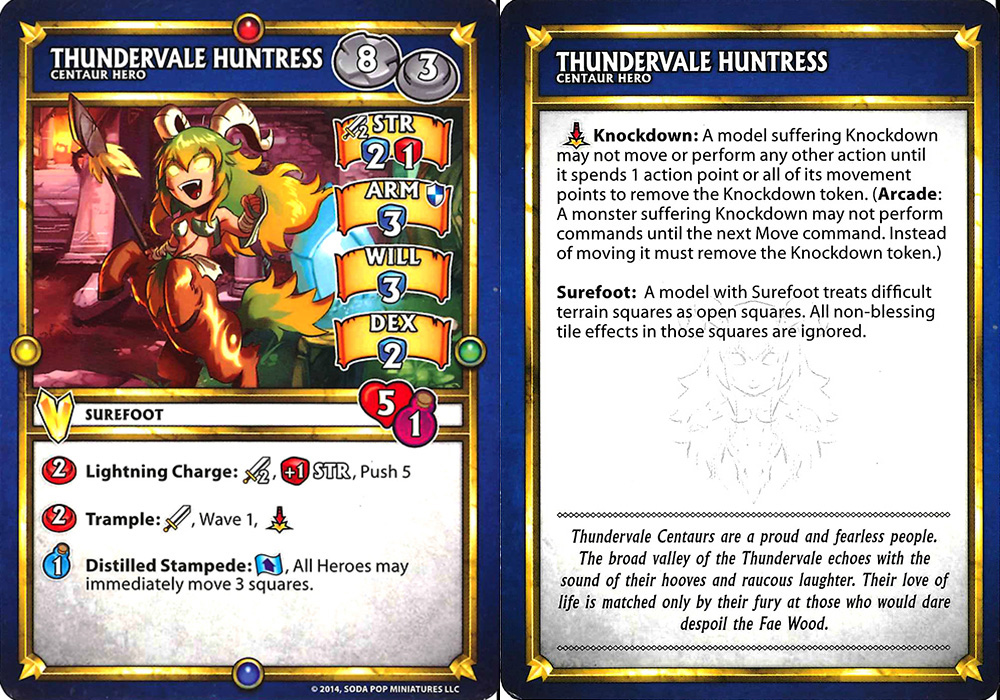 THUNDERVALE HUNTRESS
CENTAUR HERO
8
3
STR
2
2 1
ARM
3
WILL
3
DEX
2
SUREFOOT
5
1
2 Lightning Charge: 2, +1 STR, Push 5
2 Trample: , Wave 1,
1 Distilled Stampede: , All Heroes may
immediately move 3 squares.
© 2014, SODA POP MINIATURES LLC
THUNDERVALE HUNTRESS
CENTAUR HERO
Knockdown: A model suffering Knockdown
may not move or perform any other action until
it spends 1 action point or all of its movement
points to remove the Knockdown token. (Arcade:
A monster suffering Knockdown may not perform
commands until the next Move command. Instead
of moving it must remove the Knockdown token.)
Surefoot: A model with Surefoot treats difficult
terrain squares as open squares. All non-blessing
tile effects in those squares are ignored.
Thundervale Centaurs are a proud and fearless people.
The broad valley of the Thundervale echoes with the
sound of their hooves and raucous laughter. Their love of
life is matched only by their fury at those who would dare
despoil the Fae Wood.